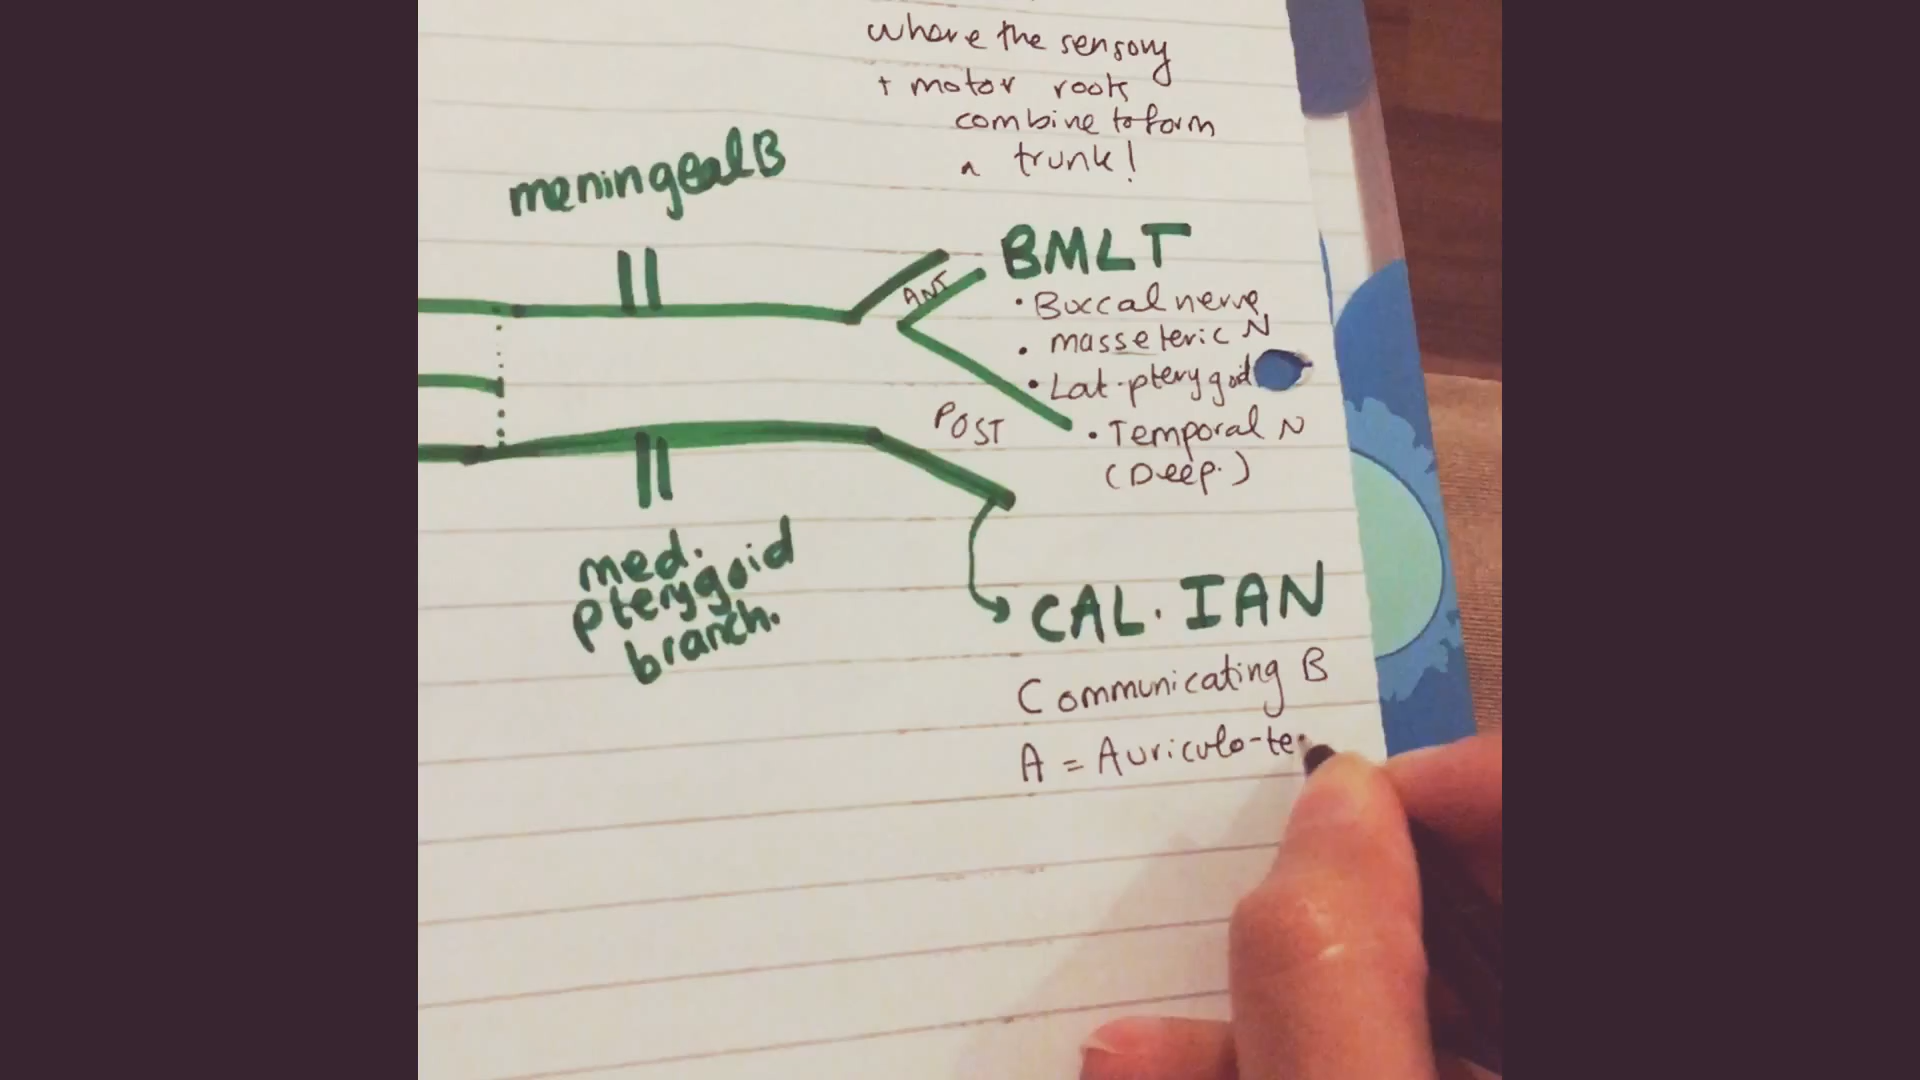 where the sensory
+ motor roots
combine to form
a trunk!
meningeal B
BMLT
ANT
• Buccal nerve
• masseteric N
• Lat-pterygoid
POST
• Temporal N
(Deep.)
med.
pterygoid
branch.
CAL. IAN
Communicating B
A = Auriculo-te